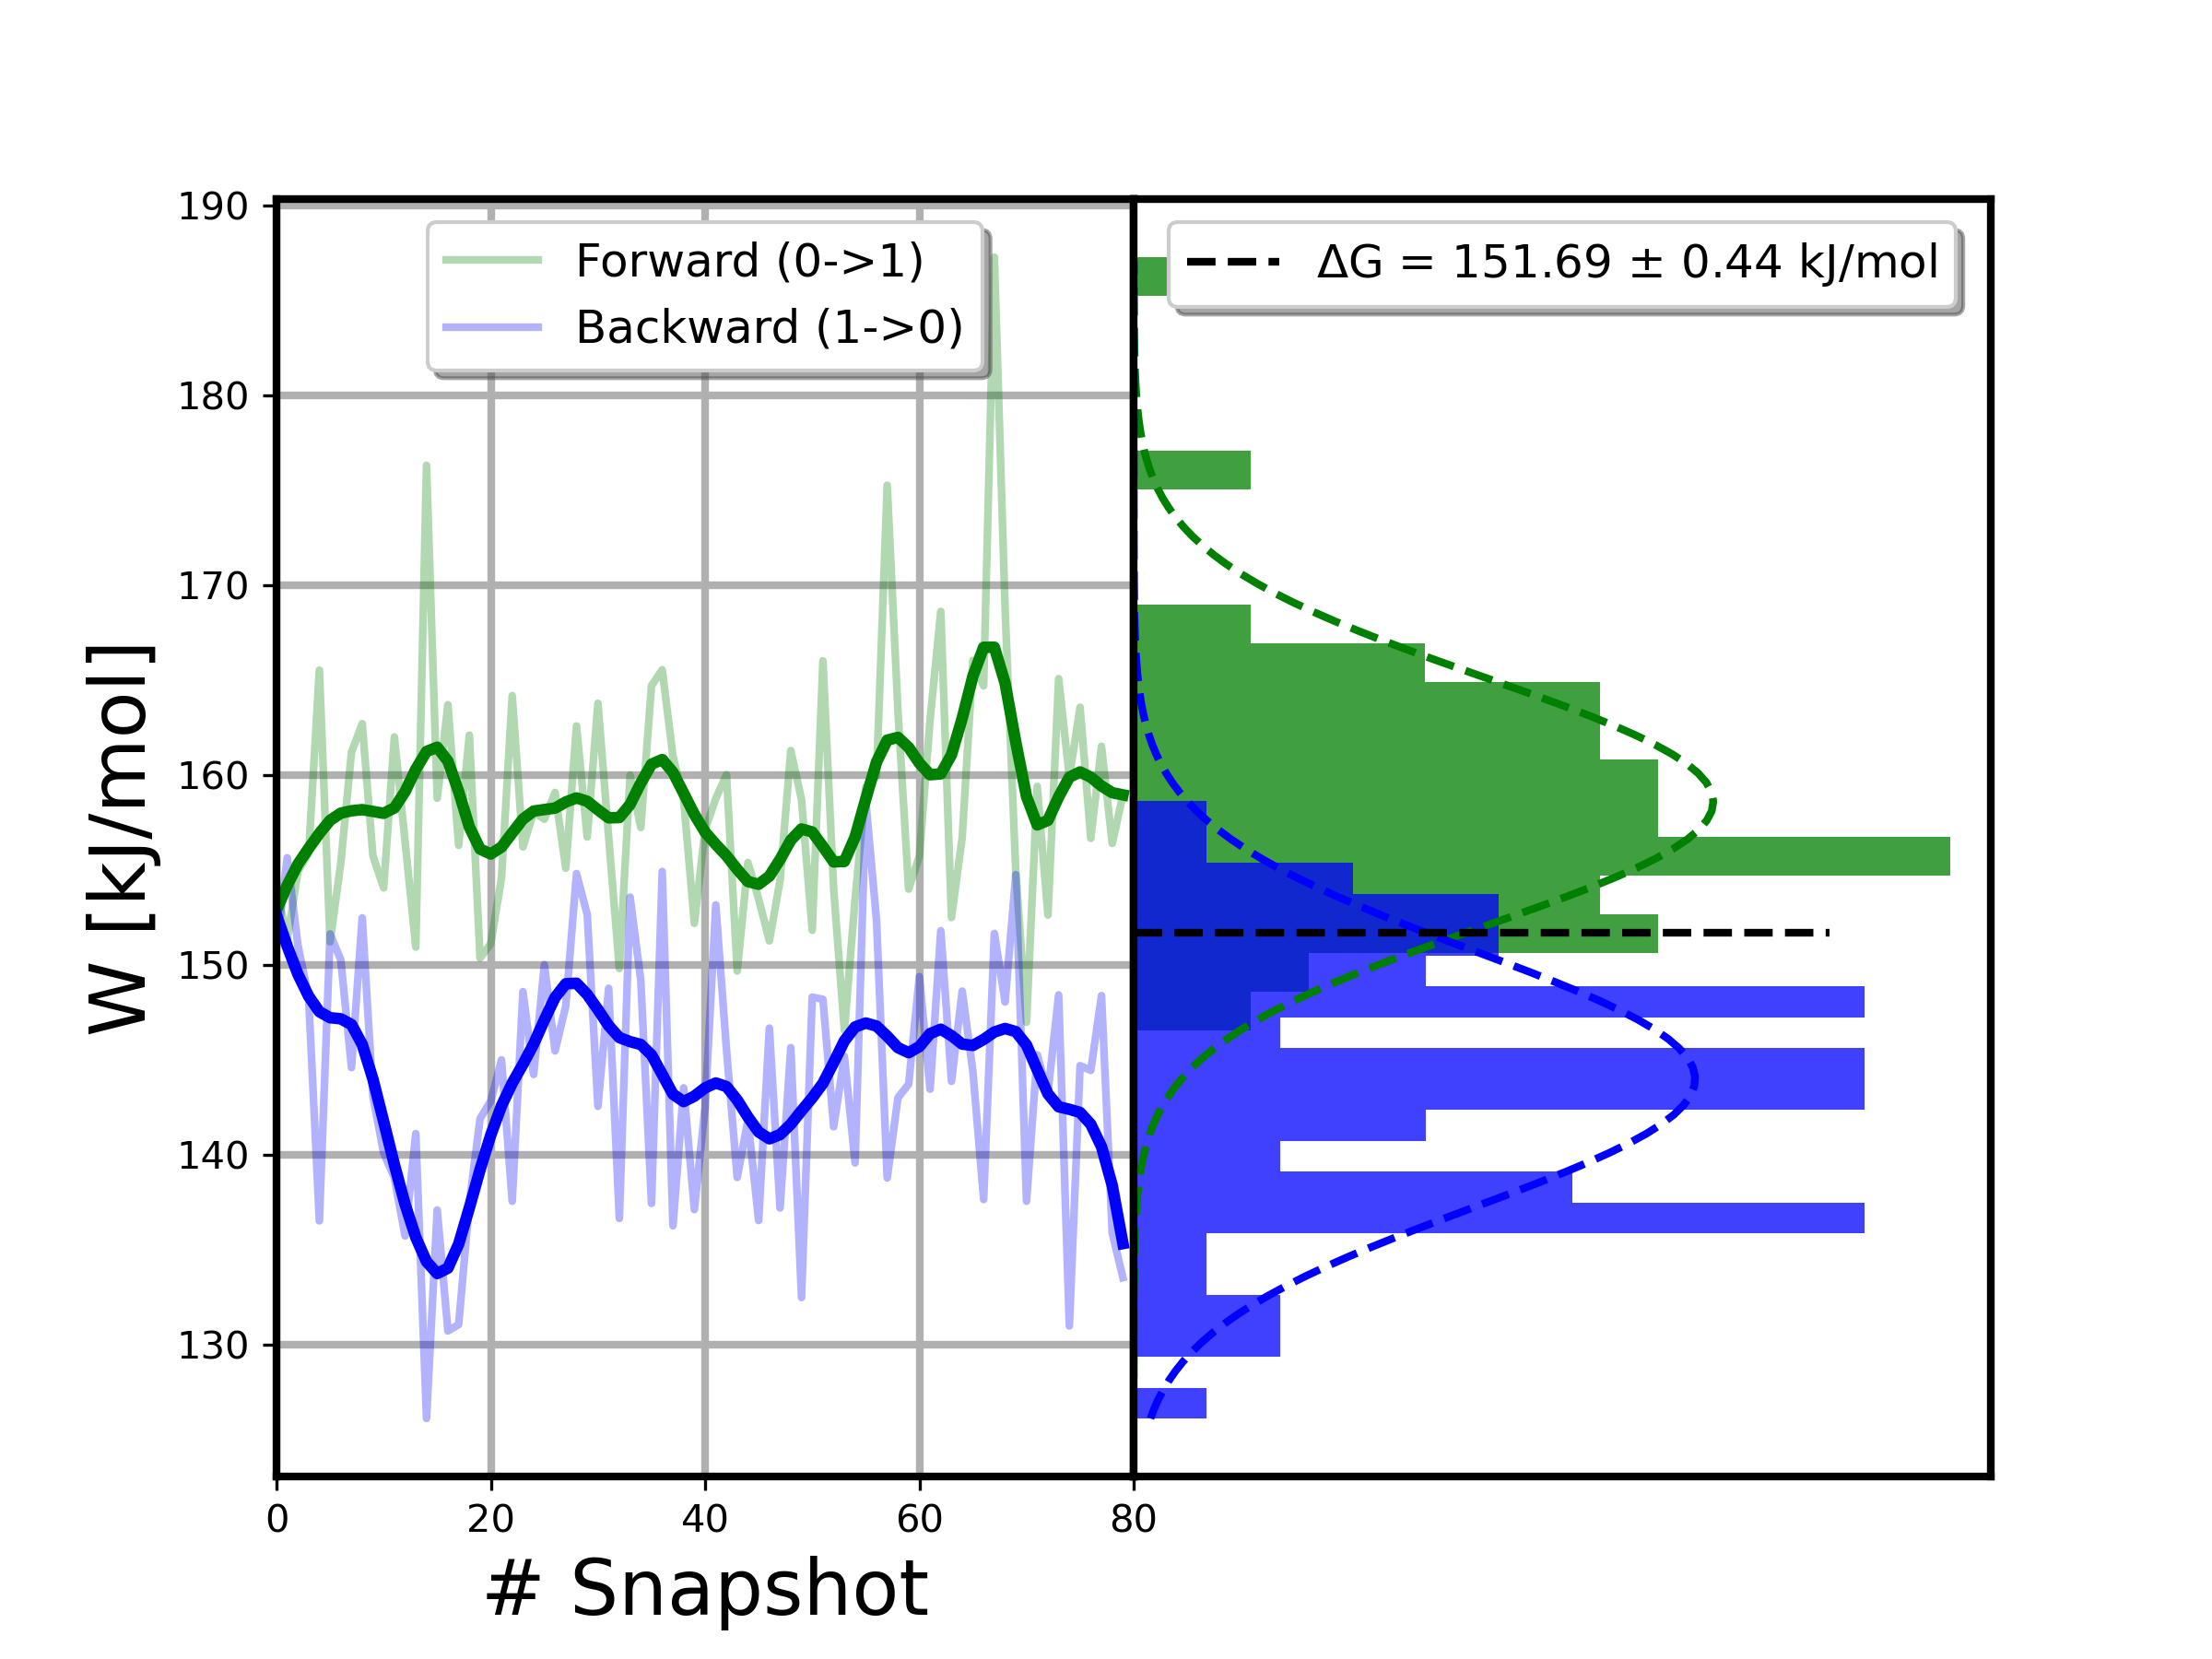 Forward (0->1)
Backward (1->0)
ΔG = 151.69 ± 0.44 kJ/mol
W [kJ/mol]
190
180
170
160
150
140
130
0 20 40 60 80
# Snapshot